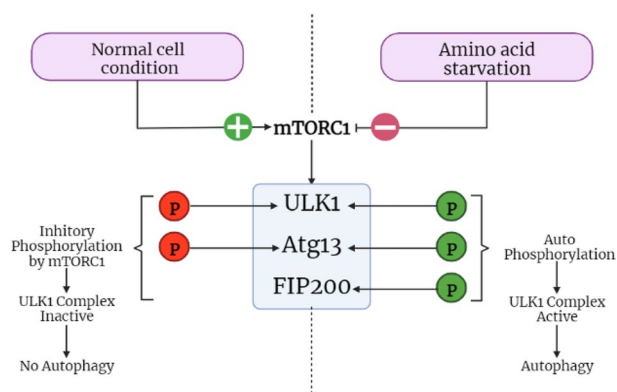 Normal cell
condition
Amino acid
starvation
+
mTORC1
−
P
ULK1
P
P
Atg13
P
FIP200
P
Inhitory
Phosphorylation
by mTORC1
ULK1 Complex
Inactive
No Autophagy
Auto
Phosphorylation
ULK1 Complex
Active
Autophagy